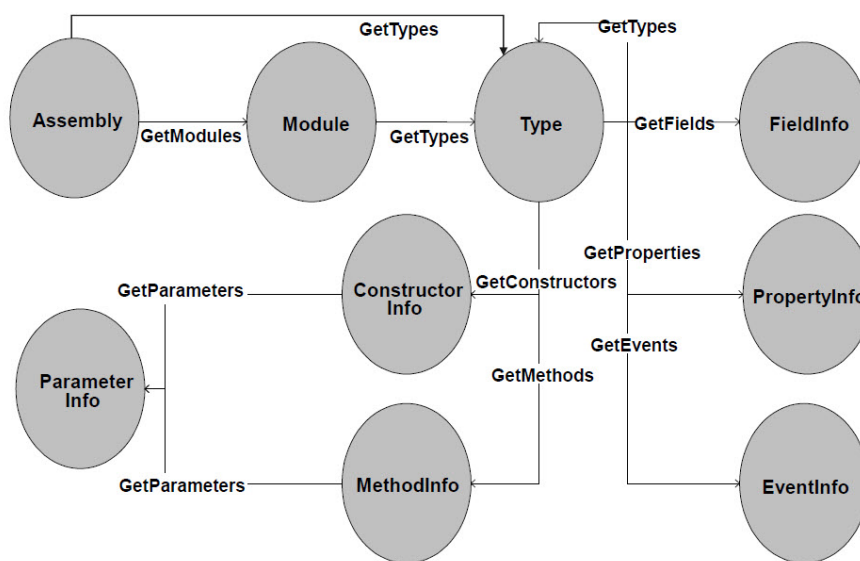 GetTypes
GetTypes
Assembly
GetModules
Module
GetTypes
Type
GetFields
FieldInfo
GetProperties
GetConstructors
GetParameters
Constructor
Info
PropertyInfo
GetEvents
GetMethods
Parameter
Info
GetParameters
MethodInfo
EventInfo